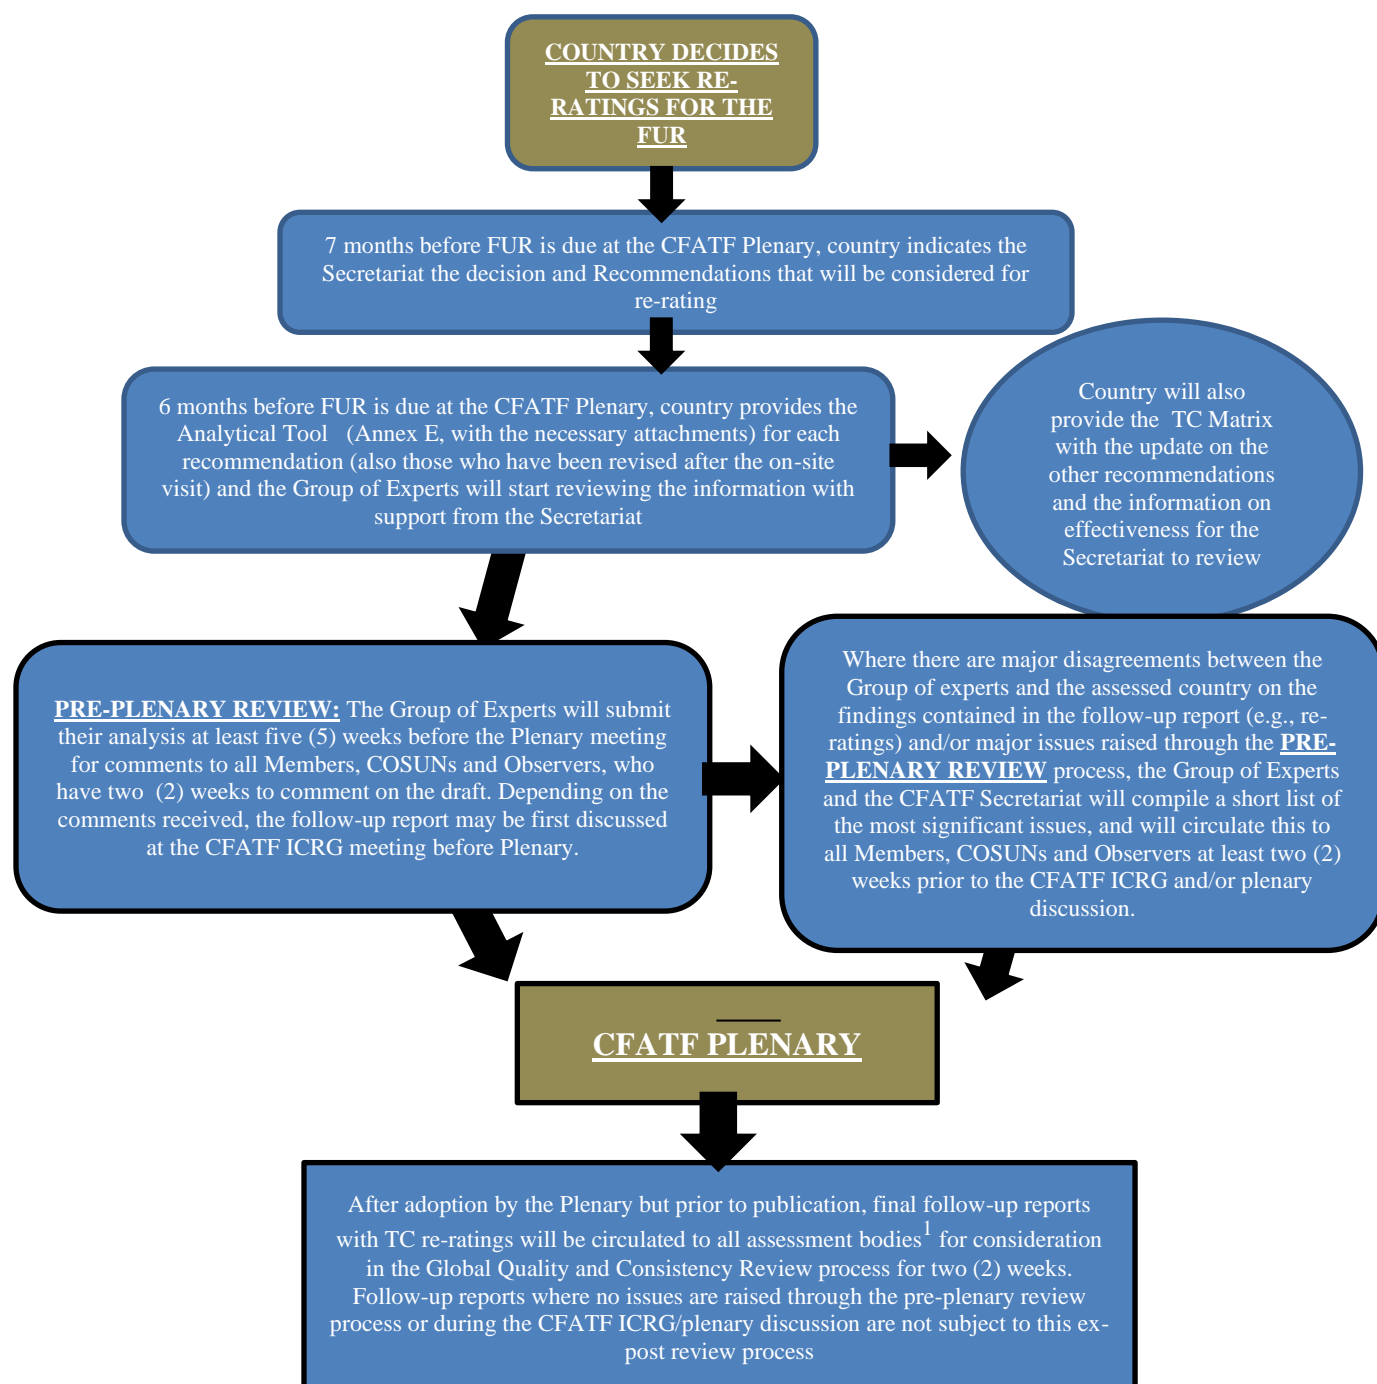 COUNTRY DECIDES
TO SEEK RE-
RATINGS FOR THE
FUR
7 months before FUR is due at the CFATF Plenary, country indicates the
Secretariat the decision and Recommendations that will be considered for
re-rating
6 months before FUR is due at the CFATF Plenary, country provides the
Analytical Tool (Annex E, with the necessary attachments) for each
recommendation (also those who have been revised after the on-site
visit) and the Group of Experts will start reviewing the information with
support from the Secretariat
Country will also
provide the TC Matrix
with the update on the
other recommendations
and the information on
effectiveness for the
Secretariat to review
PRE-PLENARY REVIEW: The Group of Experts will submit
their analysis at least five (5) weeks before the Plenary meeting
for comments to all Members, COSUNs and Observers, who
have two (2) weeks to comment on the draft. Depending on the
comments received, the follow-up report may be first discussed
at the CFATF ICRG meeting before Plenary.
Where there are major disagreements between the
Group of experts and the assessed country on the
findings contained in the follow-up report (e.g., re-
ratings) and/or major issues raised through the PRE-
PLENARY REVIEW process, the Group of Experts
and the CFATF Secretariat will compile a short list of
the most significant issues, and will circulate this to
all Members, COSUNs and Observers at least two (2)
weeks prior to the CFATF ICRG and/or plenary
discussion.
CFATF PLENARY
After adoption by the Plenary but prior to publication, final follow-up reports
with TC re-ratings will be circulated to all assessment bodies1 for consideration
in the Global Quality and Consistency Review process for two (2) weeks.
Follow-up reports where no issues are raised through the pre-plenary review
process or during the CFATF ICRG/plenary discussion are not subject to this ex-
post review process